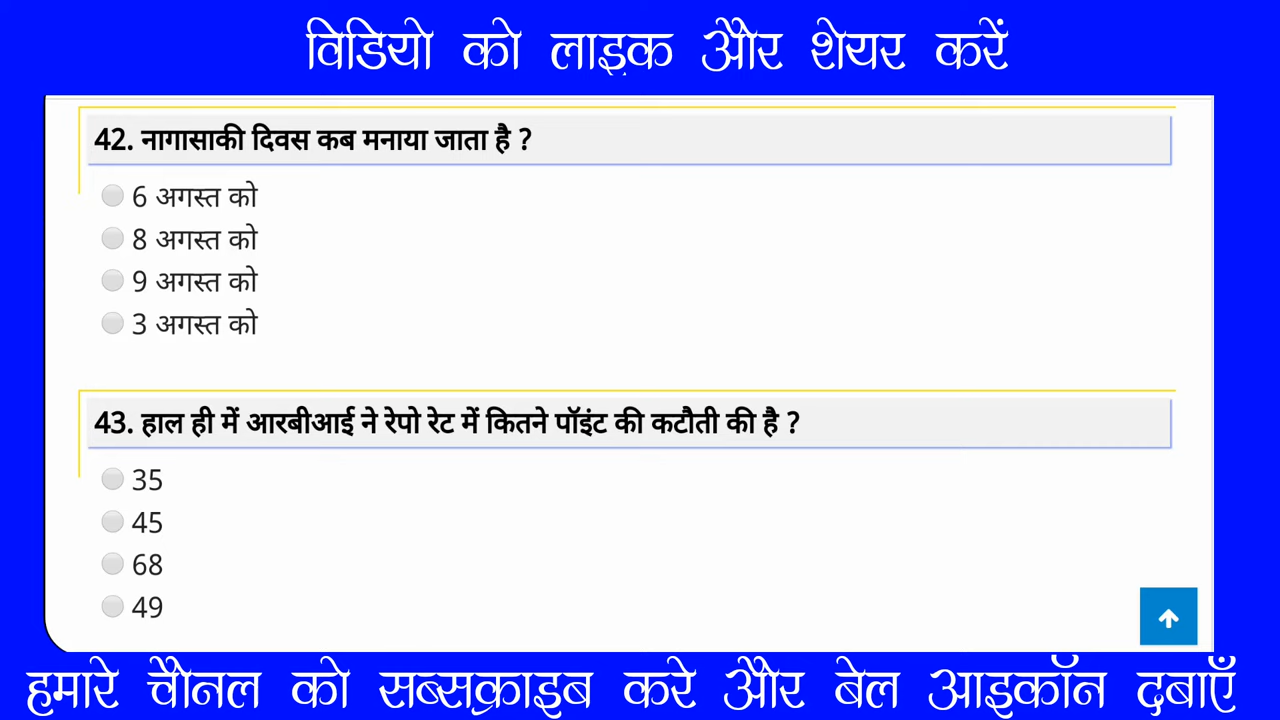 विडियो को लाइक और शेयर करें
42. नागासाकी दिवस कब मनाया जाता है ?
6 अगस्त को
8 अगस्त को
9 अगस्त को
3 अगस्त को
43. हाल ही में आरबीआई ने रेपो रेट में कितने पॉइंट की कटौती की है ?
35
45
68
49
हमारे चैनल को सब्सक्राइब करे और बेल आइकॉन दबाएँ